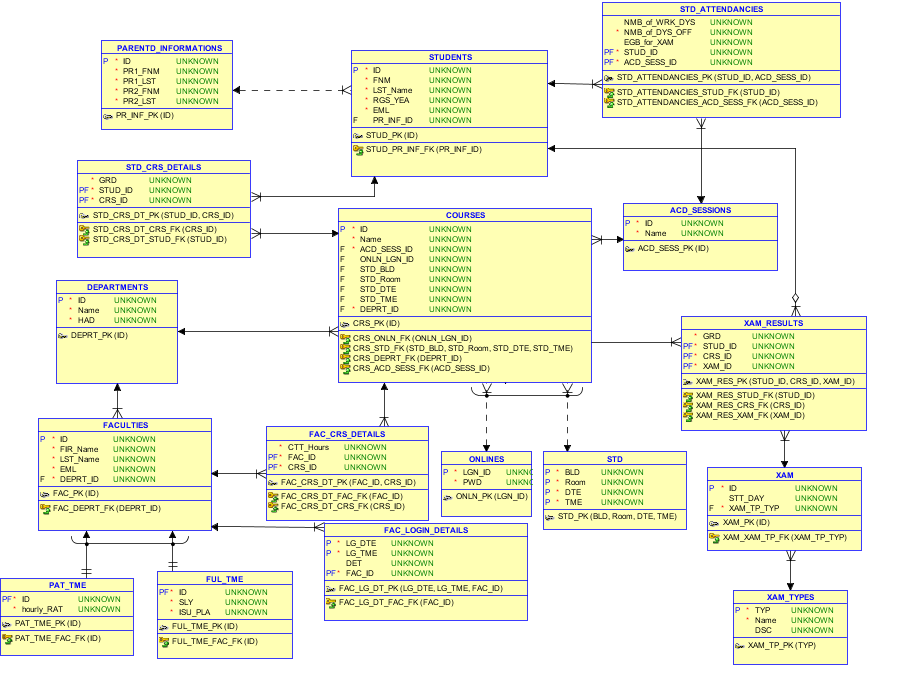 STD_ATTENDANCIES
NMB_of_WRK_DYS UNKNOWN
* NMB_of_DYS_OFF UNKNOWN
EGB_for_XAM UNKNOWN
PF * STUD_ID UNKNOWN
PF * ACD_SESS_ID UNKNOWN
STD_ATTENDANCIES_PK (STUD_ID, ACD_SESS_ID)
STD_ATTENDANCIES_STUD_FK (STUD_ID)
STD_ATTENDANCIES_ACD_SESS_FK (ACD_SESS_ID)
PARENTD_INFORMATIONS
P * ID UNKNOWN
* PR1_FNM UNKNOWN
* PR1_LST UNKNOWN
* PR2_FNM UNKNOWN
* PR2_LST UNKNOWN
PR_INF_PK (ID)
STUDENTS
P * ID UNKNOWN
* FNM UNKNOWN
* LST_Name UNKNOWN
* RGS_YEA UNKNOWN
* EML UNKNOWN
F PR_INF_ID UNKNOWN
STUD_PK (ID)
STUD_PR_INF_FK (PR_INF_ID)
STD_CRS_DETAILS
* GRD UNKNOWN
PF * STUD_ID UNKNOWN
PF * CRS_ID UNKNOWN
STD_CRS_DT_PK (STUD_ID, CRS_ID)
STD_CRS_DT_CRS_FK (CRS_ID)
STD_CRS_DT_STUD_FK (STUD_ID)
COURSES
P * ID UNKNOWN
* Name UNKNOWN
F * ACD_SESS_ID UNKNOWN
F ONLN_LGN_ID UNKNOWN
F STD_BLD UNKNOWN
F STD_Room UNKNOWN
F STD_DTE UNKNOWN
F STD_TME UNKNOWN
F * DEPRT_ID UNKNOWN
CRS_PK (ID)
CRS_ONLN_FK (ONLN_LGN_ID)
CRS_STD_FK (STD_BLD, STD_Room, STD_DTE, STD_TME)
CRS_DEPRT_FK (DEPRT_ID)
CRS_ACD_SESS_FK (ACD_SESS_ID)
ACD_SESSIONS
P * ID UNKNOWN
* Name UNKNOWN
ACD_SESS_PK (ID)
DEPARTMENTS
P * ID UNKNOWN
* Name UNKNOWN
* HAD UNKNOWN
DEPRT_PK (ID)
XAM_RESULTS
* GRD UNKNOWN
PF * STUD_ID UNKNOWN
PF * CRS_ID UNKNOWN
PF * XAM_ID UNKNOWN
XAM_RES_PK (STUD_ID, CRS_ID, XAM_ID)
XAM_RES_STUD_FK (STUD_ID)
XAM_RES_CRS_FK (CRS_ID)
XAM_RES_XAM_FK (XAM_ID)
FACULTIES
P * ID UNKNOWN
* FIR_Name UNKNOWN
* LST_Name UNKNOWN
* EML UNKNOWN
F * DEPRT_ID UNKNOWN
FAC_PK (ID)
FAC_DEPRT_FK (DEPRT_ID)
FAC_CRS_DETAILS
* CTT_Hours UNKNOWN
PF * FAC_ID UNKNOWN
PF * CRS_ID UNKNOWN
FAC_CRS_DT_PK (FAC_ID, CRS_ID)
FAC_CRS_DT_FAC_FK (FAC_ID)
FAC_CRS_DT_CRS_FK (CRS_ID)
ONLINES
P * LGN_ID UNKNC
* PWD UNKNC
ONLN_PK (LGN_ID)
STD
P * BLD UNKNOWN
P * Room UNKNOWN
P * DTE UNKNOWN
P * TME UNKNOWN
STD_PK (BLD, Room, DTE, TME)
XAM
P * ID UNKNOWN
STT_DAY UNKNOWN
F * XAM_TP_TYP UNKNOWN
XAM_PK (ID)
XAM_XAM_TP_FK (XAM_TP_TYP)
FAC_LOGIN_DETAILS
P * LG_DTE UNKNOWN
P * LG_TME UNKNOWN
DET UNKNOWN
PF * FAC_ID UNKNOWN
FAC_LG_DT_PK (LG_DTE, LG_TME, FAC_ID)
FAC_LG_DT_FAC_FK (FAC_ID)
PAT_TME
PF * ID UNKNOWN
* hourly_RAT UNKNOWN
PAT_TME_PK (ID)
PAT_TME_FAC_FK (ID)
FUL_TME
PF * ID UNKNOWN
* SLY UNKNOWN
* ISU_PLA UNKNOWN
FUL_TME_PK (ID)
FUL_TME_FAC_FK (ID)
XAM_TYPES
P * TYP UNKNOWN
* Name UNKNOWN
DSC UNKNOWN
XAM_TP_PK (TYP)